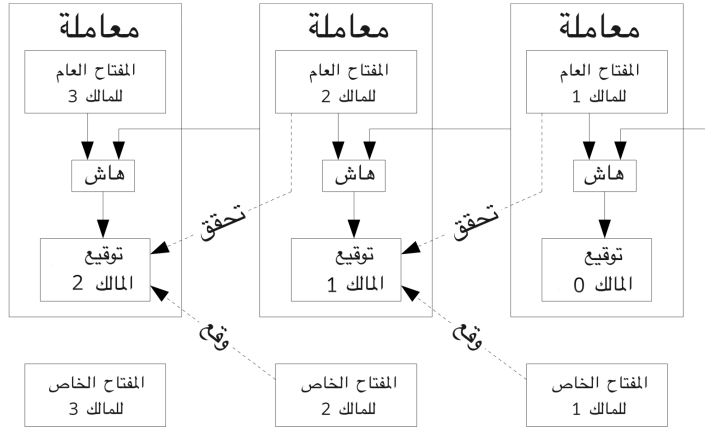 معاملة
المفتاح العام
للمالك 1
هاش
توقيع
المالك 0
معاملة
المفتاح العام
للمالك 2
هاش
تحقق
توقيع
المالك 1
معاملة
المفتاح العام
للمالك 3
هاش
تحقق
توقيع
المالك 2
وقع
وقع
المفتاح الخاص
للمالك 1
المفتاح الخاص
للمالك 2
المفتاح الخاص
للمالك 3